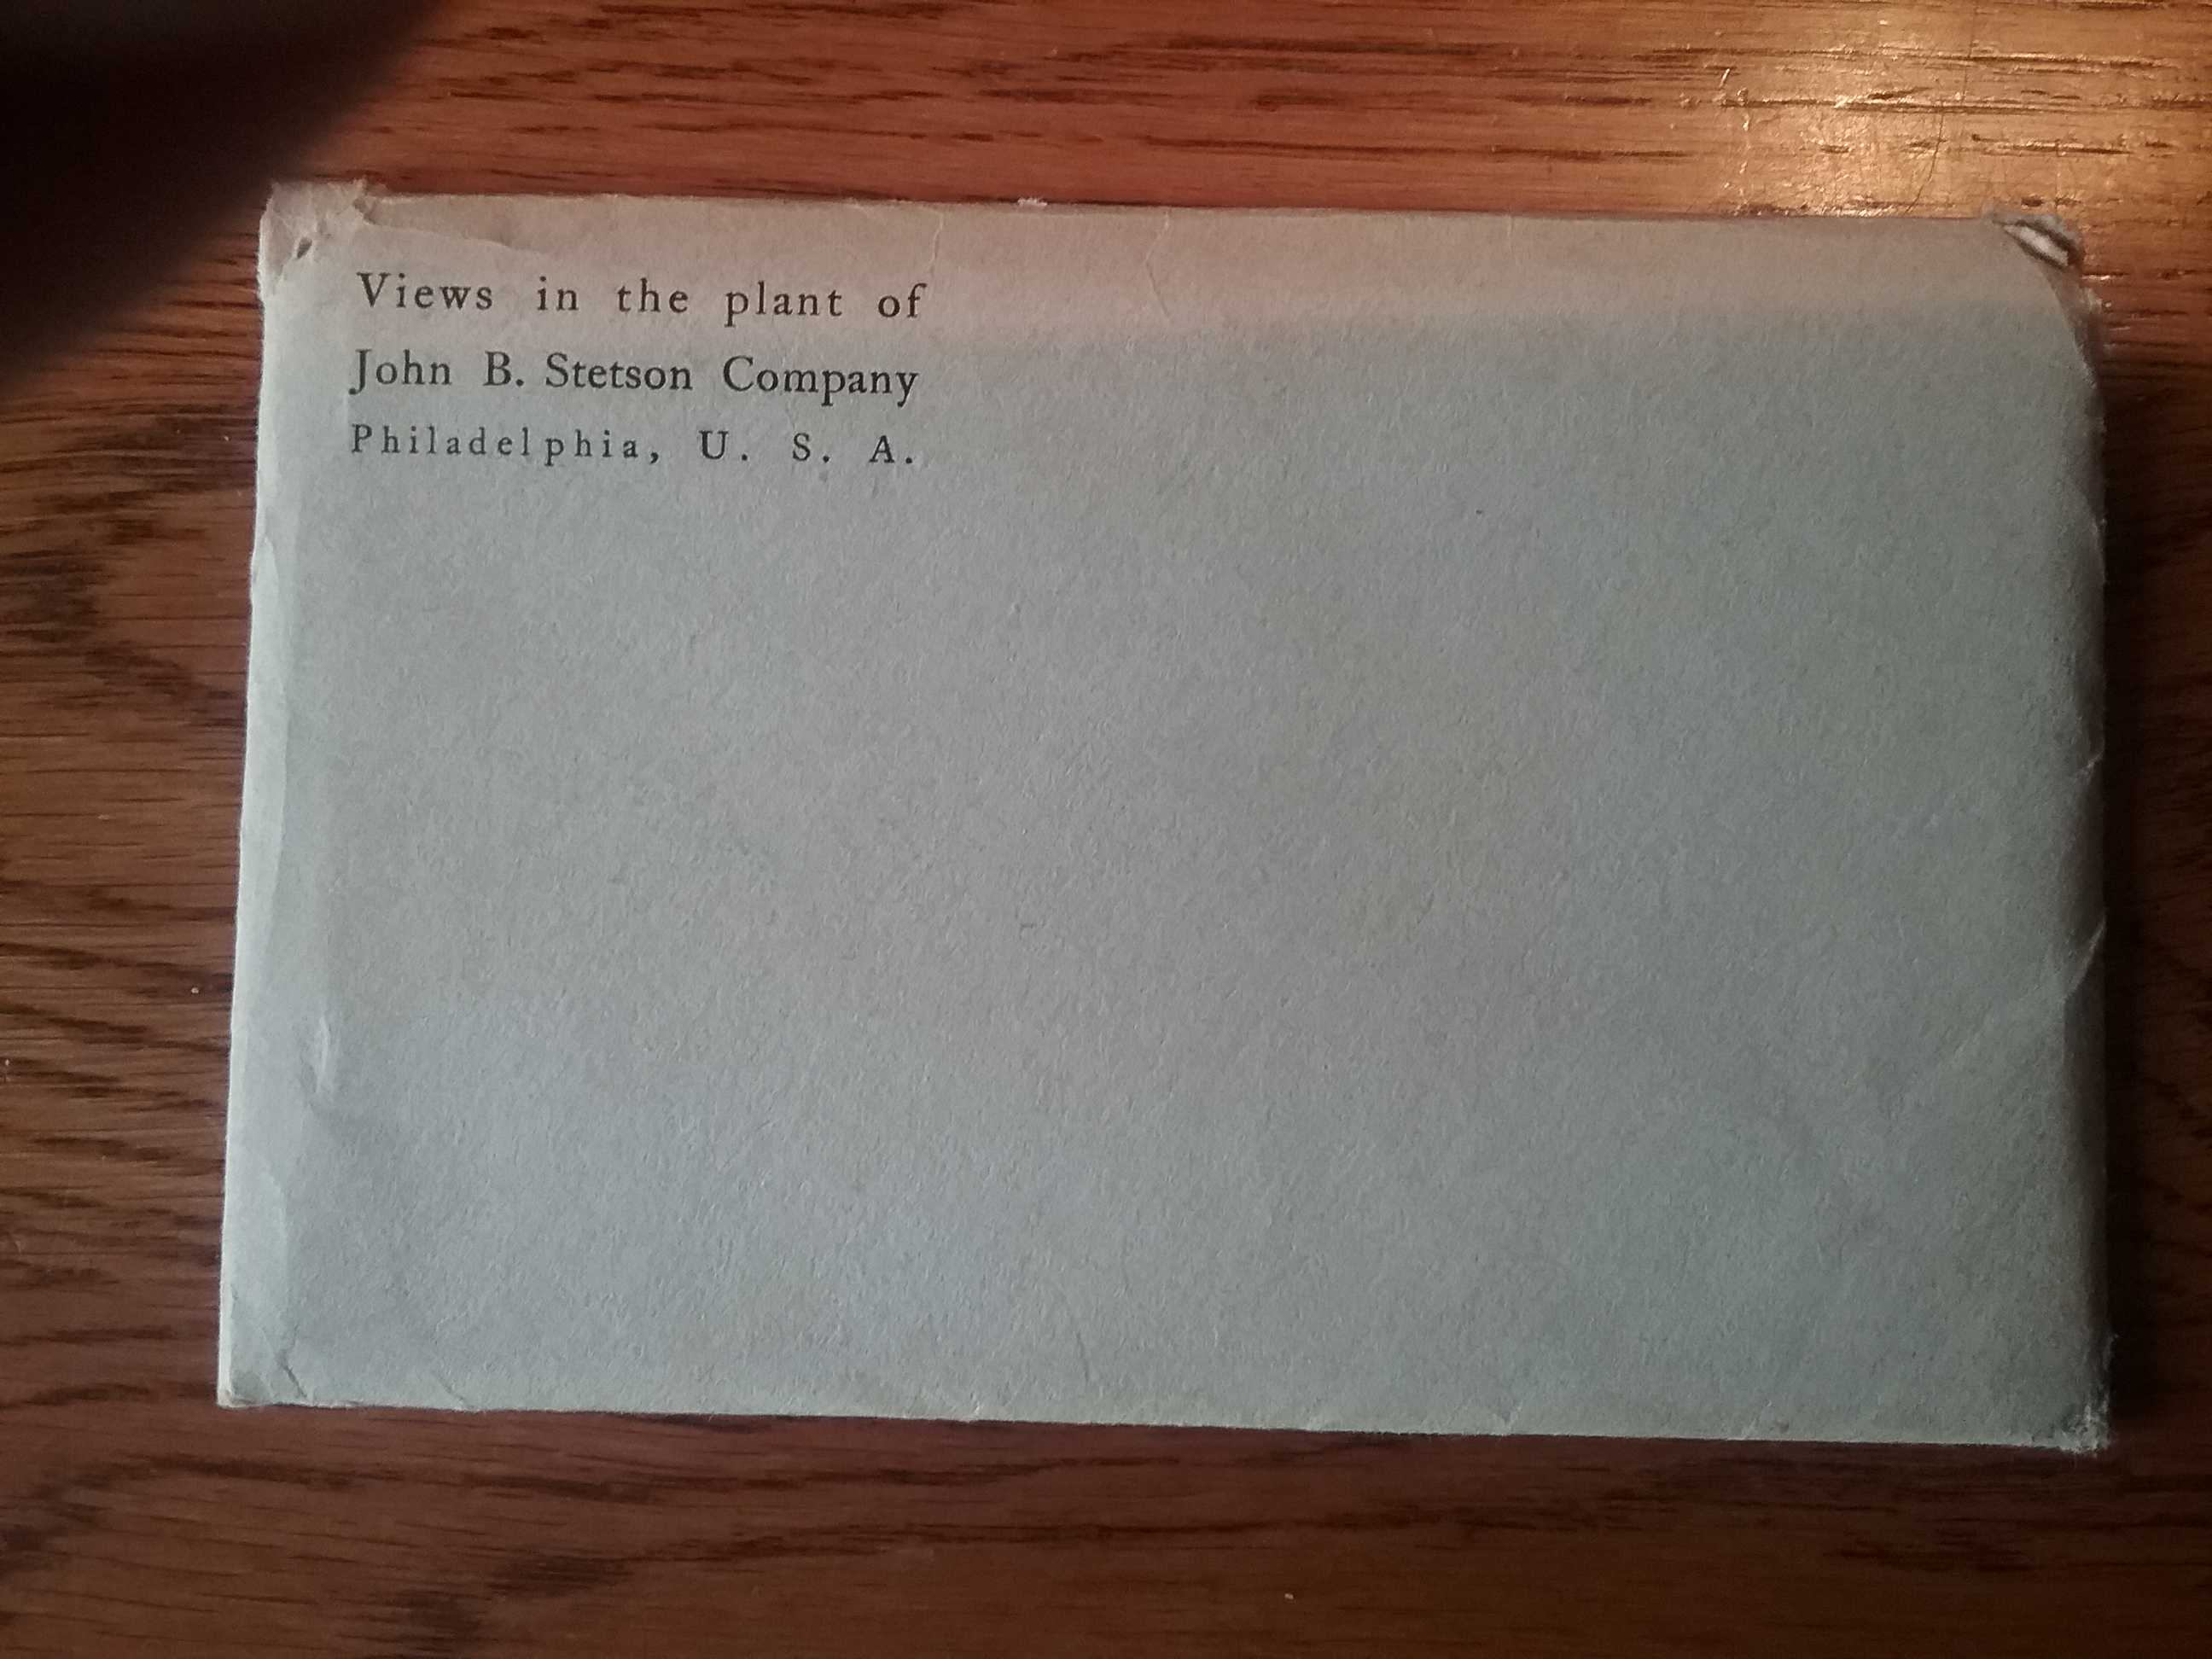 Views in the plant of
John B. Stetson Company
Philadelphia, U. S. A.